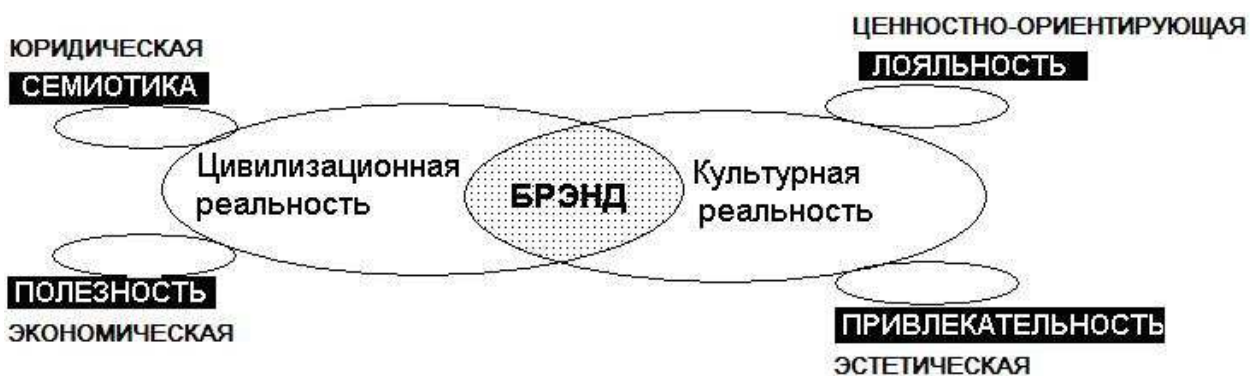 ЮРИДИЧЕСКАЯ
СЕМИОТИКА
ЦЕННОСТНО-ОРИЕНТИРУЮЩАЯ
ЛОЯЛЬНОСТЬ
Цивилизационная
реальность
БРЭНД
Культурная
реальность
ПОЛЕЗНОСТЬ
ЭКОНОМИЧЕСКАЯ
ПРИВЛЕКАТЕЛЬНОСТЬ
ЭСТЕТИЧЕСКАЯ